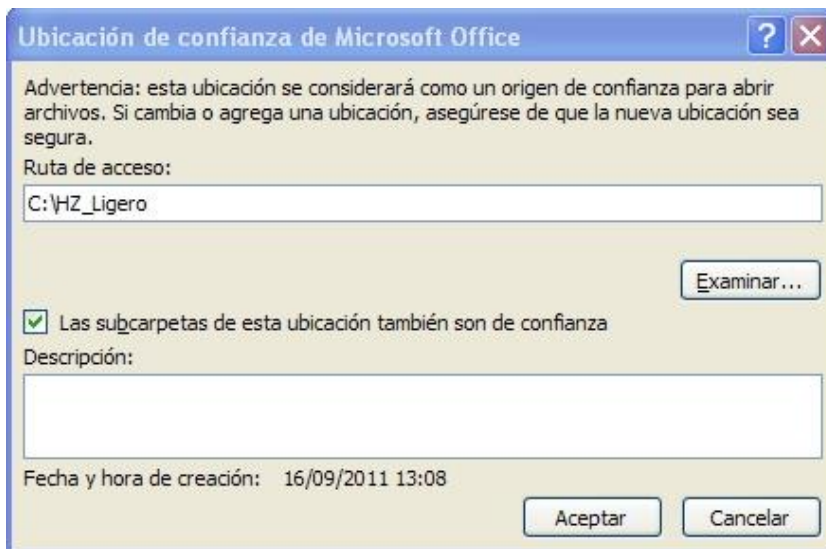 Ubicación de confianza de Microsoft Office
Advertencia: esta ubicación se considerará como un origen de confianza para abrir
archivos. Si cambia o agrega una ubicación, asegúrese de que la nueva ubicación sea
segura.
Ruta de acceso:
C:\HZ_Ligero
Examinar...
Las subcarpetas de esta ubicación también son de confianza
Descripción:
Fecha y hora de creación: 16/09/2011 13:08
Aceptar Cancelar